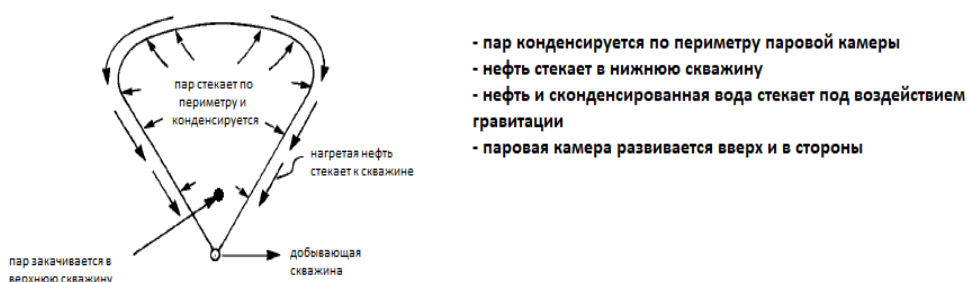 пар стекает по
периметру и
конденсируется
нагретая нефть
стекает к скважине
пар закачивается в
верхнюю скважину
добывающая
скважина
- пар конденсируется по периметру паровой камеры
- нефть стекает в нижнюю скважину
- нефть и сконденсированная вода стекает под воздействием
гравитации
- паровая камера развивается вверх и в стороны